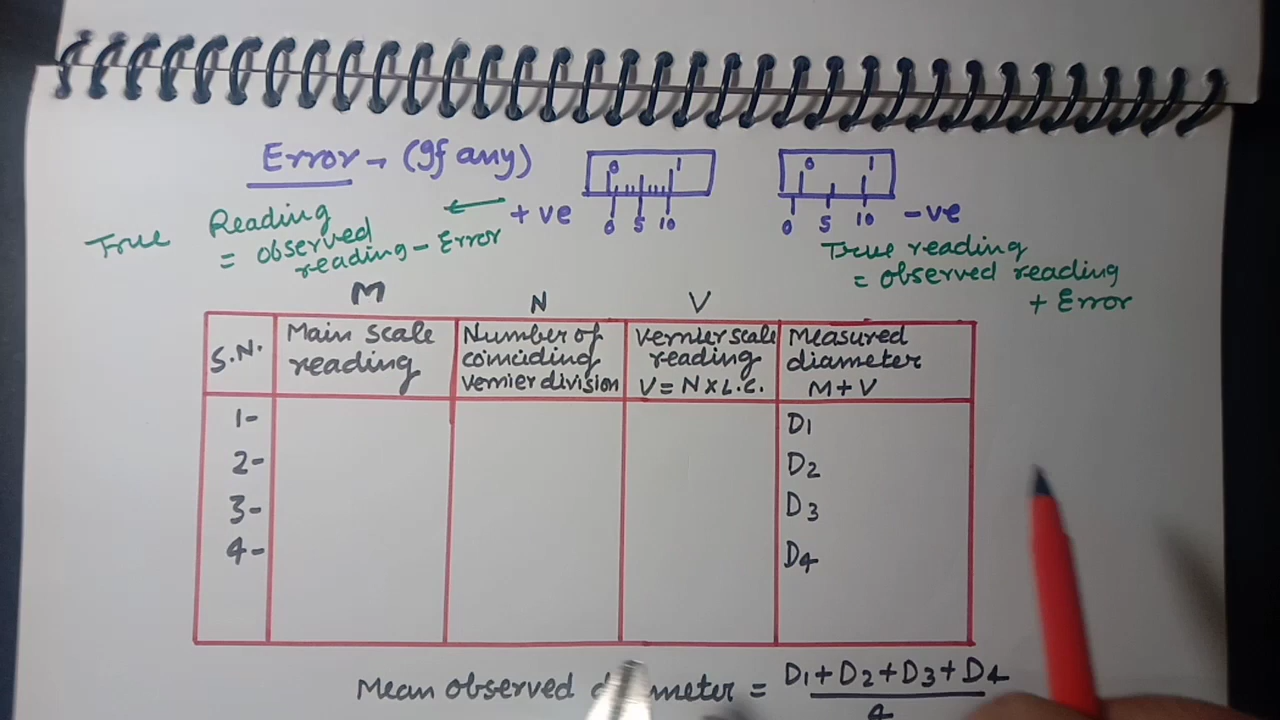 Error → (If any)
0 1
0 5 10
+ve
0 1
0 5 10
-ve
True Reading
= observed
reading - Error
True reading
= observed reading
+ Error
M N V
S.N. Main scale reading Number of coinciding vernier division Vernier scale reading V = N x L.C. Measured diameter M + V
1- D1
2- D2
3- D3
4- D4
Mean observed diameter = D1 + D2 + D3 + D4
4